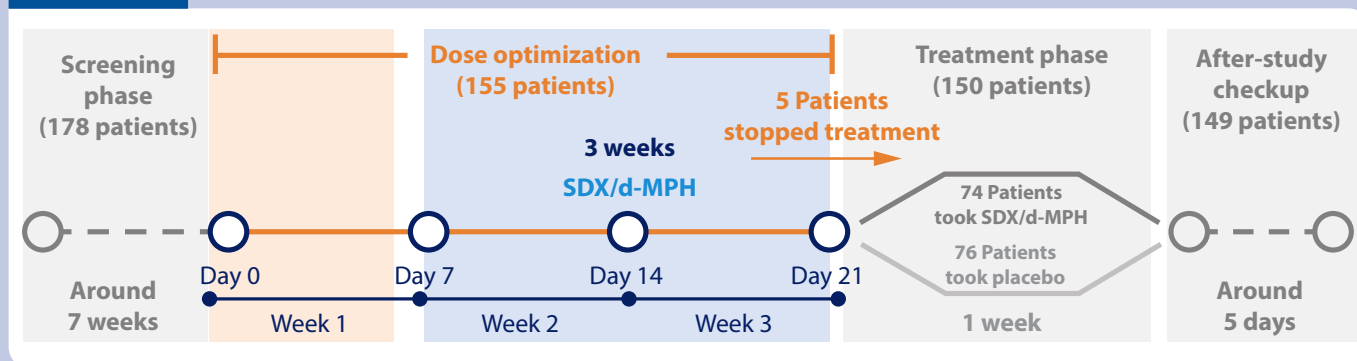 Screening
phase
(178 patients)
Around
7 weeks
Dose optimization
(155 patients)
5 Patients
stopped treatment
3 weeks
SDX/d-MPH
Day 0
Day 7
Day 14
Day 21
Week 1
Week 2
Week 3
Treatment phase
(150 patients)
74 Patients
took SDX/d-MPH
76 Patients
took placebo
1 week
After-study
checkup
(149 patients)
Around
5 days